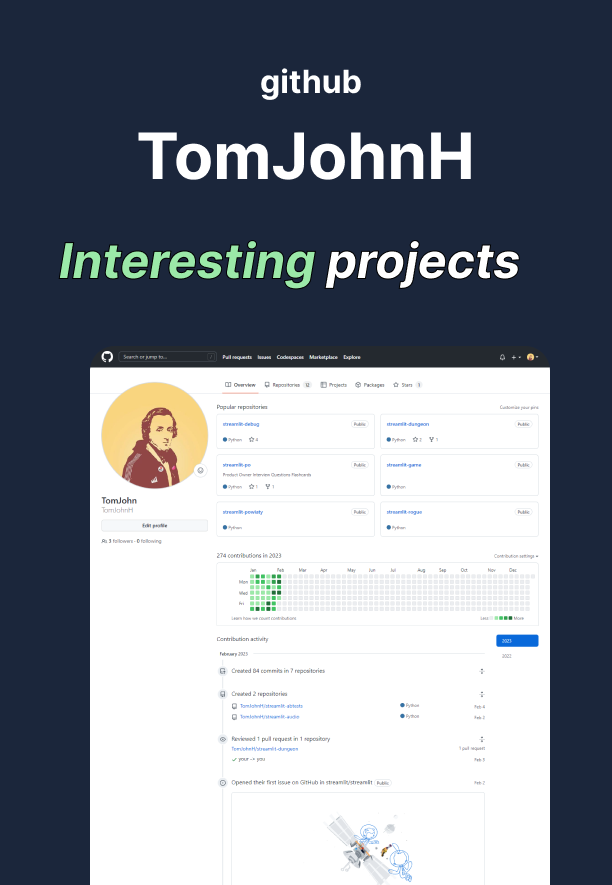 github
TomJohnH
Interesting projects
Search or jump to... /
Pull requests Issues Codespaces Marketplace Explore
Overview Repositories 12 Projects Packages Stars 3
Popular repositories Customize your pins
streamlit-debug Public
Python 4
streamlit-dungeon Public
Python 2 1
streamlit-po Public
Product Owner Interview Questions Flashcards
Python 1 1
streamlit-game Public
Python
streamlit-powiaty Public
Python
streamlit-rogue Public
Python
TomJohn
TomJohnH
Edit profile
3 followers · 0 following
274 contributions in 2023 Contribution settings
Jan Feb Mar Apr May Jun Jul Aug Sep Oct Nov Dec
Mon
Wed
Fri
Learn how we count contributions Less More
Contribution activity
2023
2022
February 2023
Created 84 commits in 7 repositories
Created 2 repositories
TomJohnH/streamlit-abtests Python Feb 4
TomJohnH/streamlit-audio Python Feb 2
Reviewed 1 pull request in 1 repository
TomJohnH/streamlit-dungeon 1 pull request
your -> you Feb 3
Opened their first issue on GitHub in streamlit/streamlit Public Feb 2